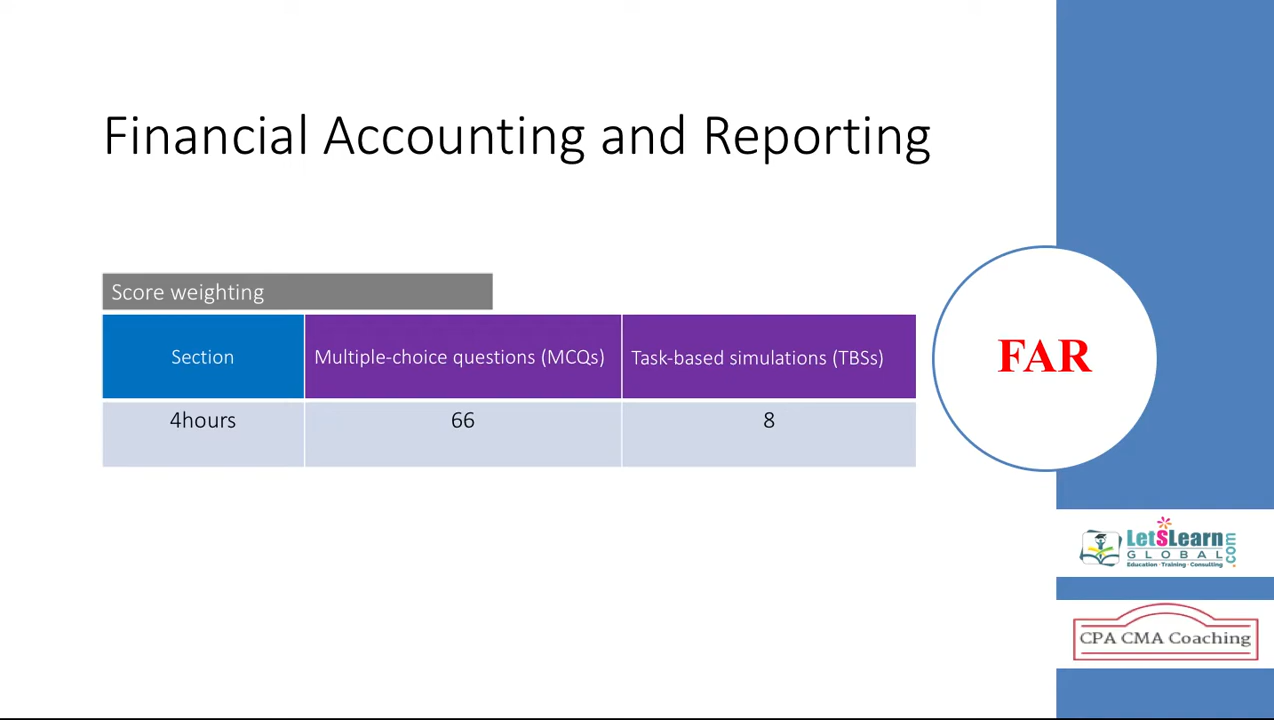 Financial Accounting and Reporting
Score weighting
Section Multiple-choice questions (MCQs) Task-based simulations (TBSs)
4hours 66 8
FAR
LetSLearn.com
GLOBAL
Education · Training · Consulting
CPA CMA Coaching